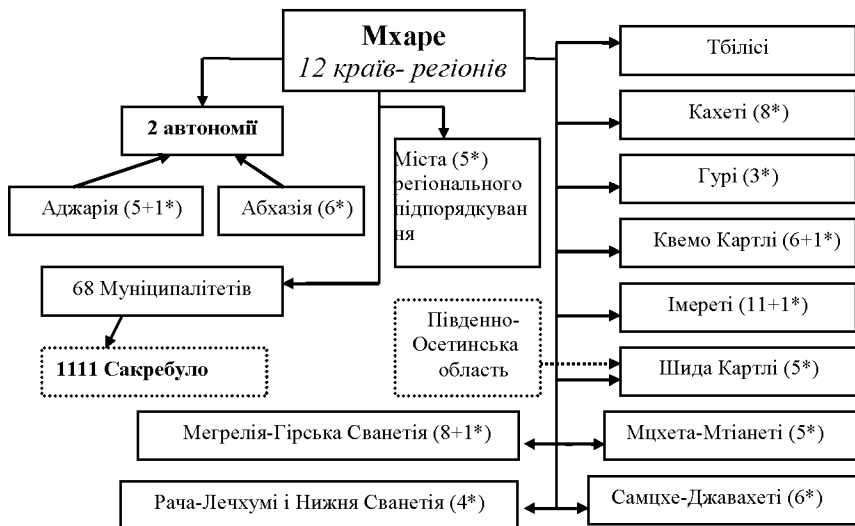 Мхаре
12 країв- регіонів
2 автономії
Аджарія (5+1*)
Абхазія (6*)
Міста (5*)
регіонального
підпорядкуван
ня
68 Муніципалітетів
1111 Сакребуло
Південно-
Осетинська
область
Тбілісі
Кахеті (8*)
Гурі (3*)
Квемо Картлі (6+1*)
Імереті (11+1*)
Шида Картлі (5*)
Мегрелія-Гірська Сванетія (8+1*)
Мцхета-Мтіанеті (5*)
Рача-Лечхумі і Нижня Сванетія (4*)
Самцхе-Джавахеті (6*)